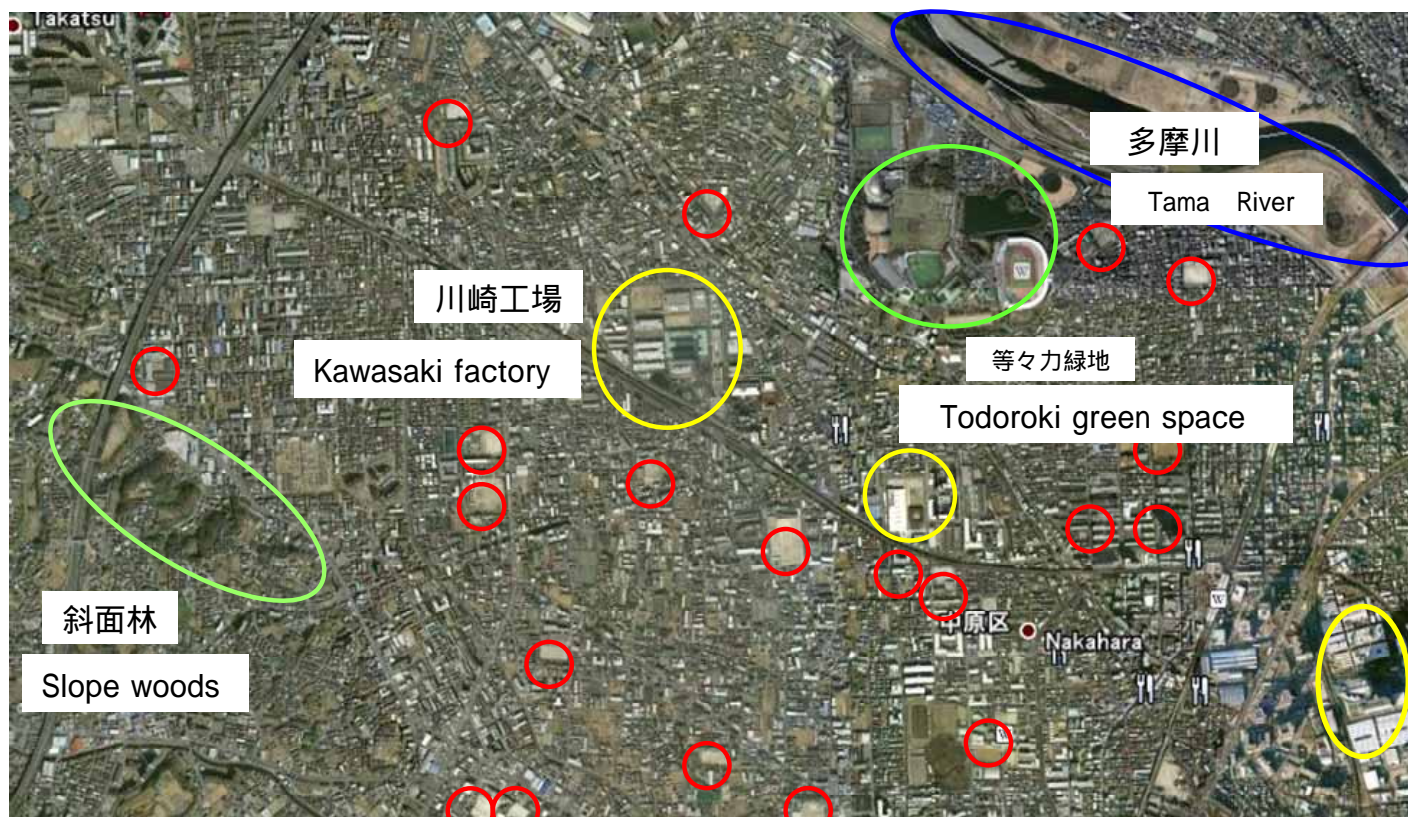 Takatsu
多摩川
Tama River
川崎工場
Kawasaki factory
等々力緑地
Todoroki green space
斜面林
Slope woods
中原区
Nakahara
W
W
W